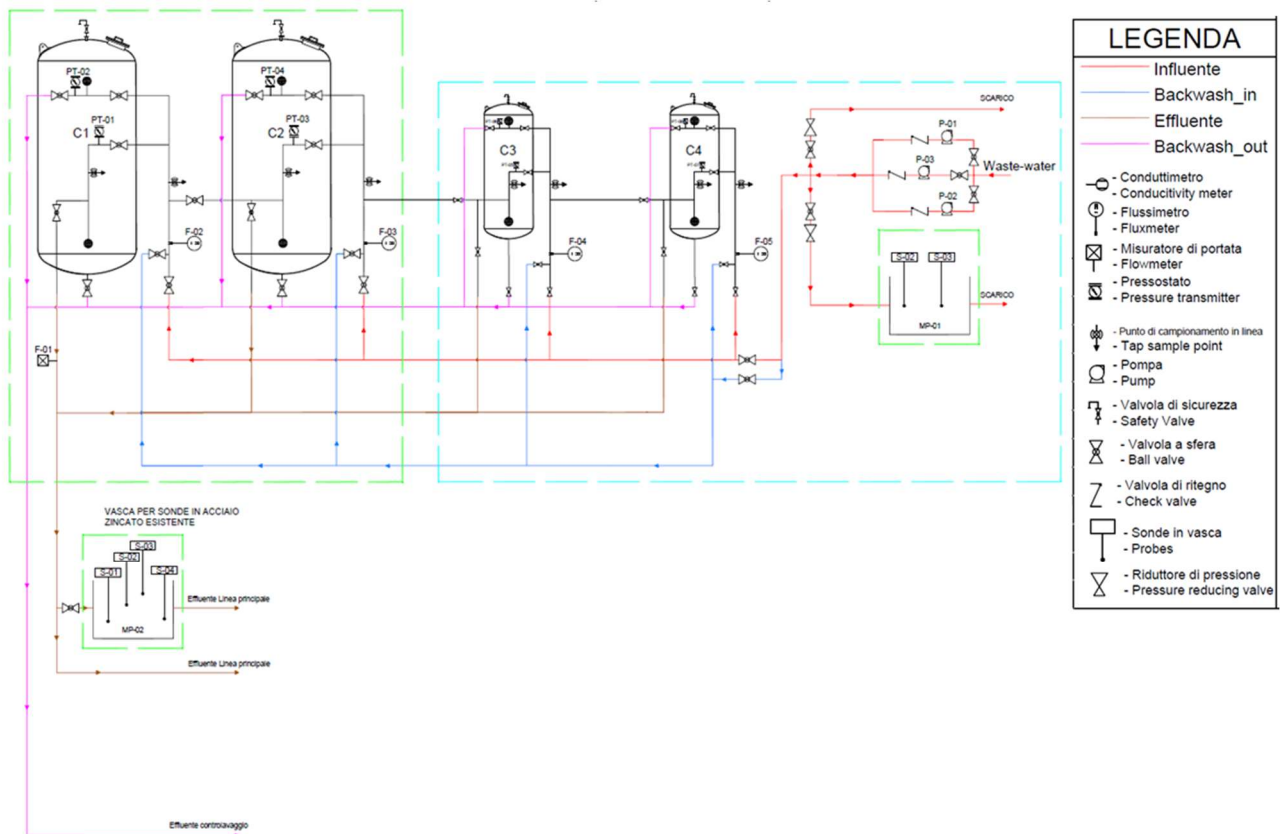 PT-02
PT-04
PT-01
PT-03
C1
C2
C3
C4
F-02
F-03
F-04
F-05
F-01
SCARICO
P-01
P-03
P-02
Waste-water
S-02
S-03
MP-01
SCARICO
VASCA PER SONDE IN ACCIAIO
ZINCATO ESISTENTE
S-03
S-02
S-01
S-04
MP-02
Effluente Linea principale
Effluente Linea principale
Effluente controlavaggio
LEGENDA
Influente
Backwash_in
Effluente
Backwash_out
- Conduttimetro
- Conducitivity meter
- Flussimetro
- Fluxmeter
- Misuratore di portata
- Flowmeter
- Pressostato
- Pressure transmitter
- Punto di campionamento in linea
- Tap sample point
- Pompa
- Pump
- Valvola di sicurezza
- Safety Valve
- Valvola a sfera
- Ball valve
- Valvola di ritegno
- Check valve
- Sonde in vasca
- Probes
- Riduttore di pressione
- Pressure reducing valve